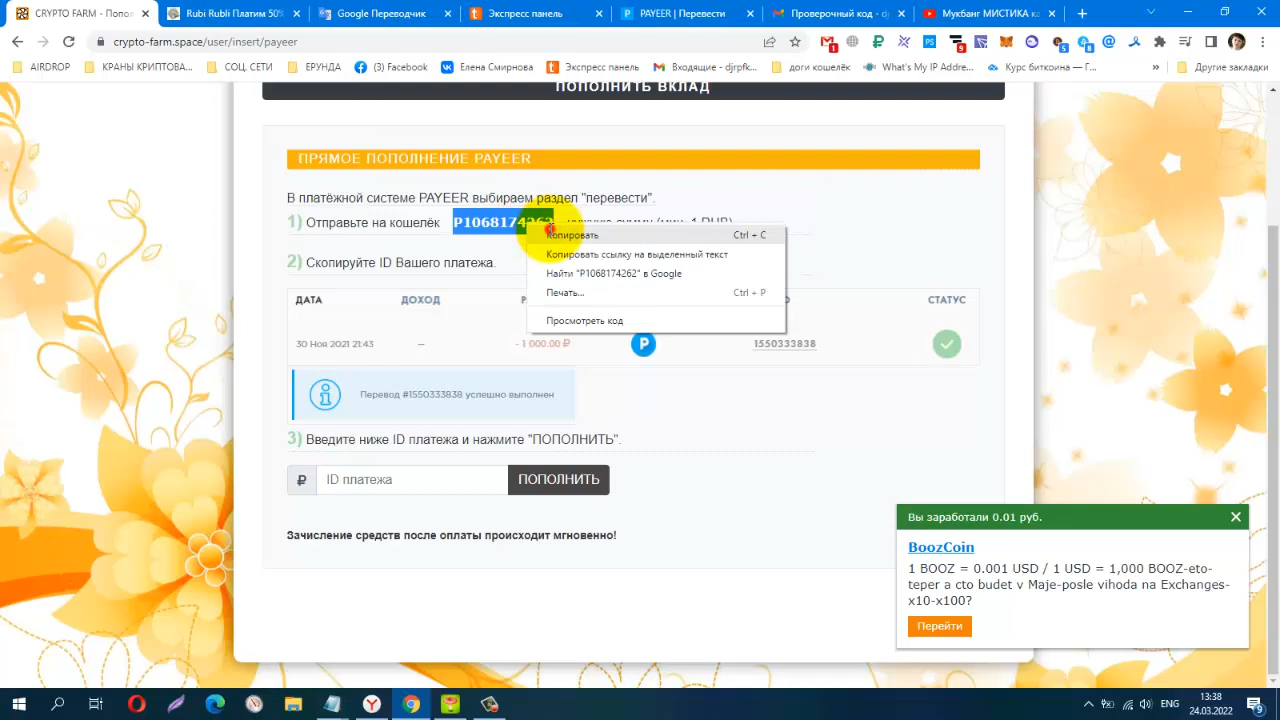 CRYPTO FARM - Попол
Rubi Rubli Платим 50%
Google Переводчик
Экспресс панель
PAYEER | Перевести
Проверочный код - dj
Мукбанг МИСТИКА ка
crypto-farm.space/user/insert/payeer
AIRDROP
КРАНЫ КРИПТОВА...
СОЦ. СЕТИ
ЕРУНДА
(3) Facebook
Елена Смирнова
Экспресс панель
Входящие - djrpfk...
доги кошелёк
What's My IP Addre...
Курс биткоина — Г...
»
Другие закладки
ПОПОЛНИТЬ ВКЛАД
ПРЯМОЕ ПОПОЛНЕНИЕ PAYEER
В платёжной системе PAYEER выбираем раздел "перевести".
1) Отправьте на кошелёк P1068174262
Копировать Ctrl + C
Копировать ссылку на выделенный текст
Найти "P1068174262" в Google
Печать... Ctrl + P
Просмотреть код
2) Скопируйте ID Вашего платежа.
ДАТА ДОХОД СТАТУС
30 Ноя 2021 21:43 — - 1 000.00 ₽ P 1550333838
Перевод #1550333838 успешно выполнен
3) Введите ниже ID платежа и нажмите "ПОПОЛНИТЬ".
₽ ID платежа ПОПОЛНИТЬ
Зачисление средств после оплаты происходит мгновенно!
Вы заработали 0.01 руб.
BoozCoin
1 BOOZ = 0.001 USD / 1 USD = 1,000 BOOZ-eto-
teper a cto budet v Maje-posle vihoda na Exchanges-
x10-x100?
Перейти
ENG
13:38
24.03.2022